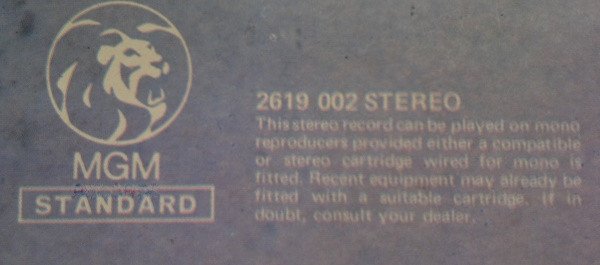 MGM
STANDARD
2619 002 STEREO
This stereo record can be played on mono
reproducers provided either a compatible
or stereo cartridge wired for mono is
fitted. Recent equipment may already be
fitted with a suitable cartridge. If in
doubt, consult your dealer.